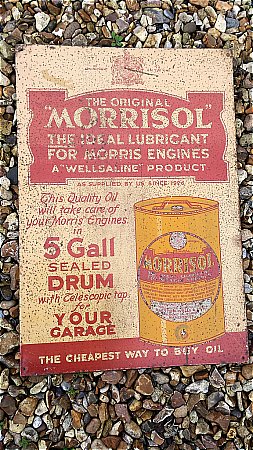 THE ORIGINAL
"MORRISOL"
THE IDEAL LUBRICANT
FOR MORRIS ENGINES
A "WELLSALINE" PRODUCT
AS SUPPLIED BY US SINCE 1924
This Quality Oil
will take care of
your Morris Engines
in
5 Gall
SEALED
DRUM
with Celescopic tap
for
YOUR
GARAGE
MORRISOL
THE CHEAPEST WAY TO BUY OIL